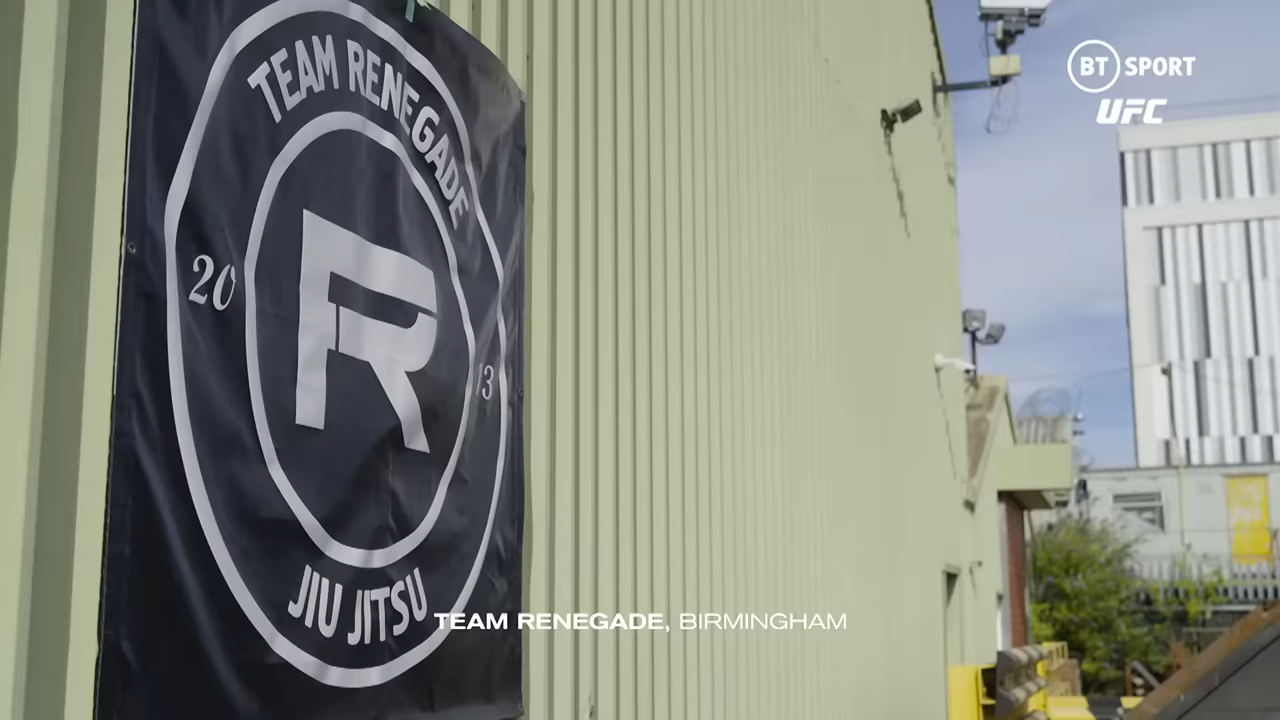 TEAM RENEGADE
20
13
R
JIU JITSU
BT SPORT
UFC
TEAM RENEGADE, BIRMINGHAM